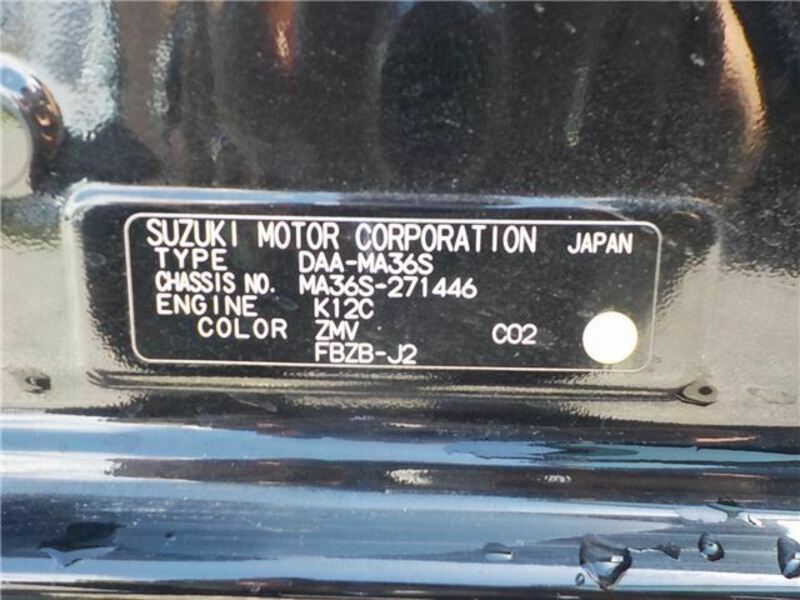 SUZUKI MOTOR CORPORATION JAPAN
TYPE DAA-MA36S
CHASSIS NO. MA36S-271446
ENGINE K12C
COLOR ZMV C02
FBZB-J2